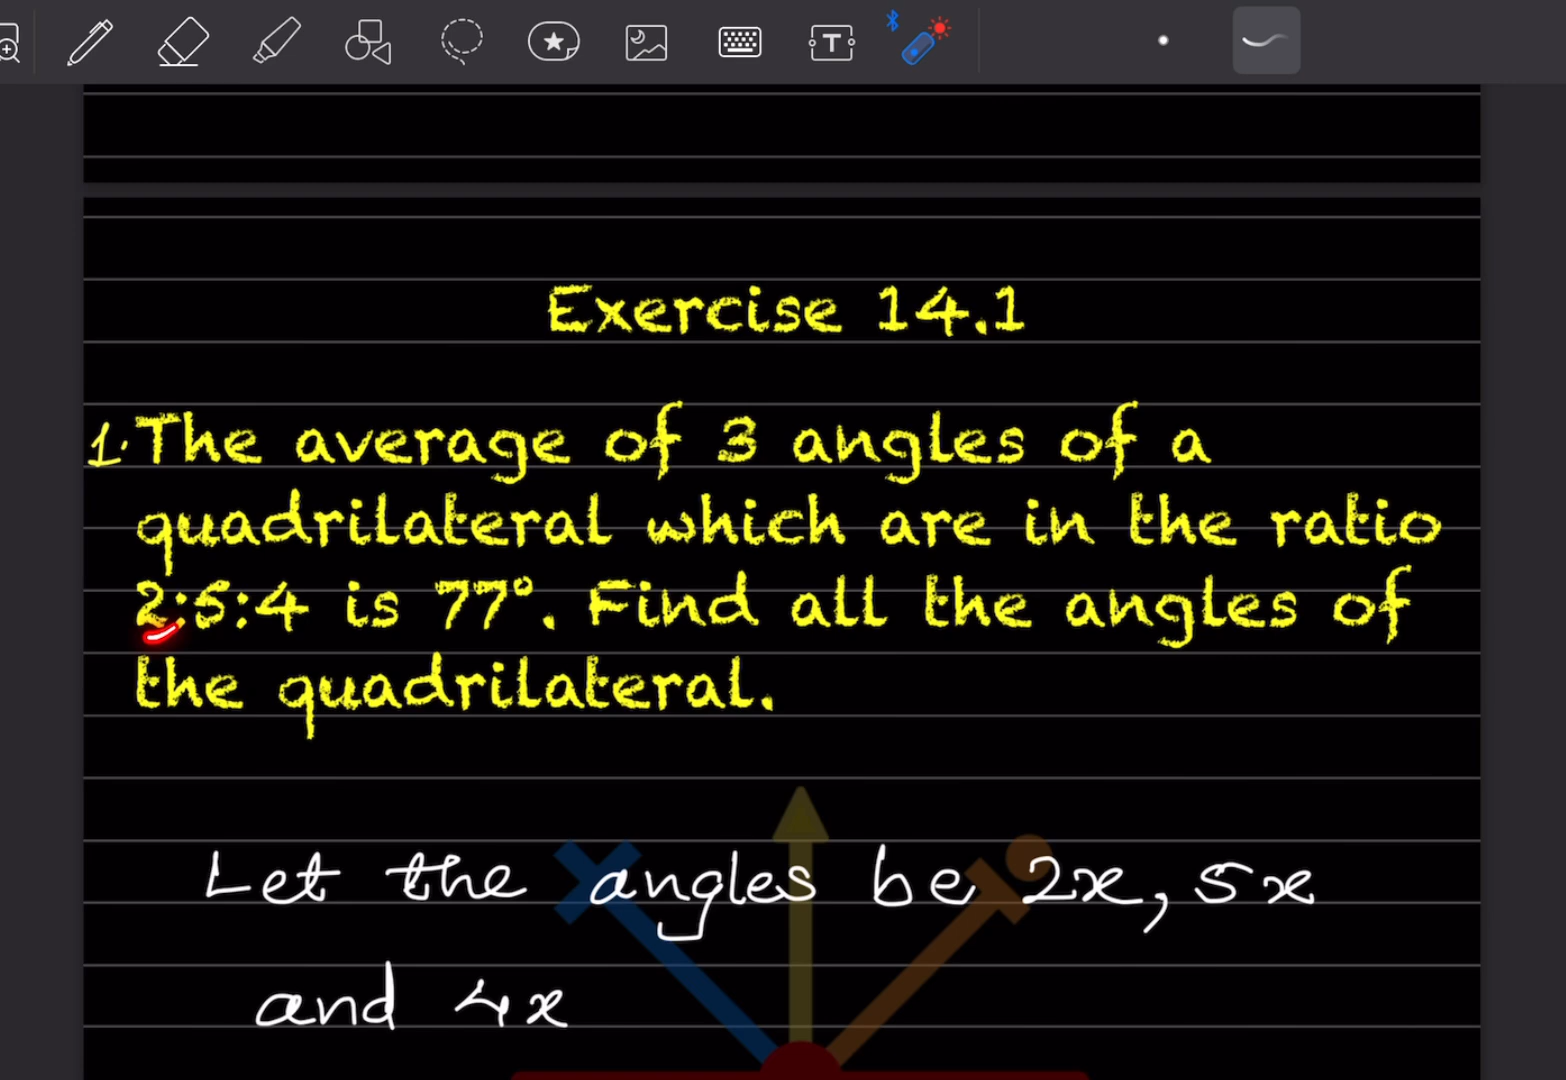 Exercise 14.1
1. The average of 3 angles of a
quadrilateral which are in the ratio
2:5:4 is 77°. Find all the angles of
the quadrilateral.
Let the angles be 2x, 5x
and 4x